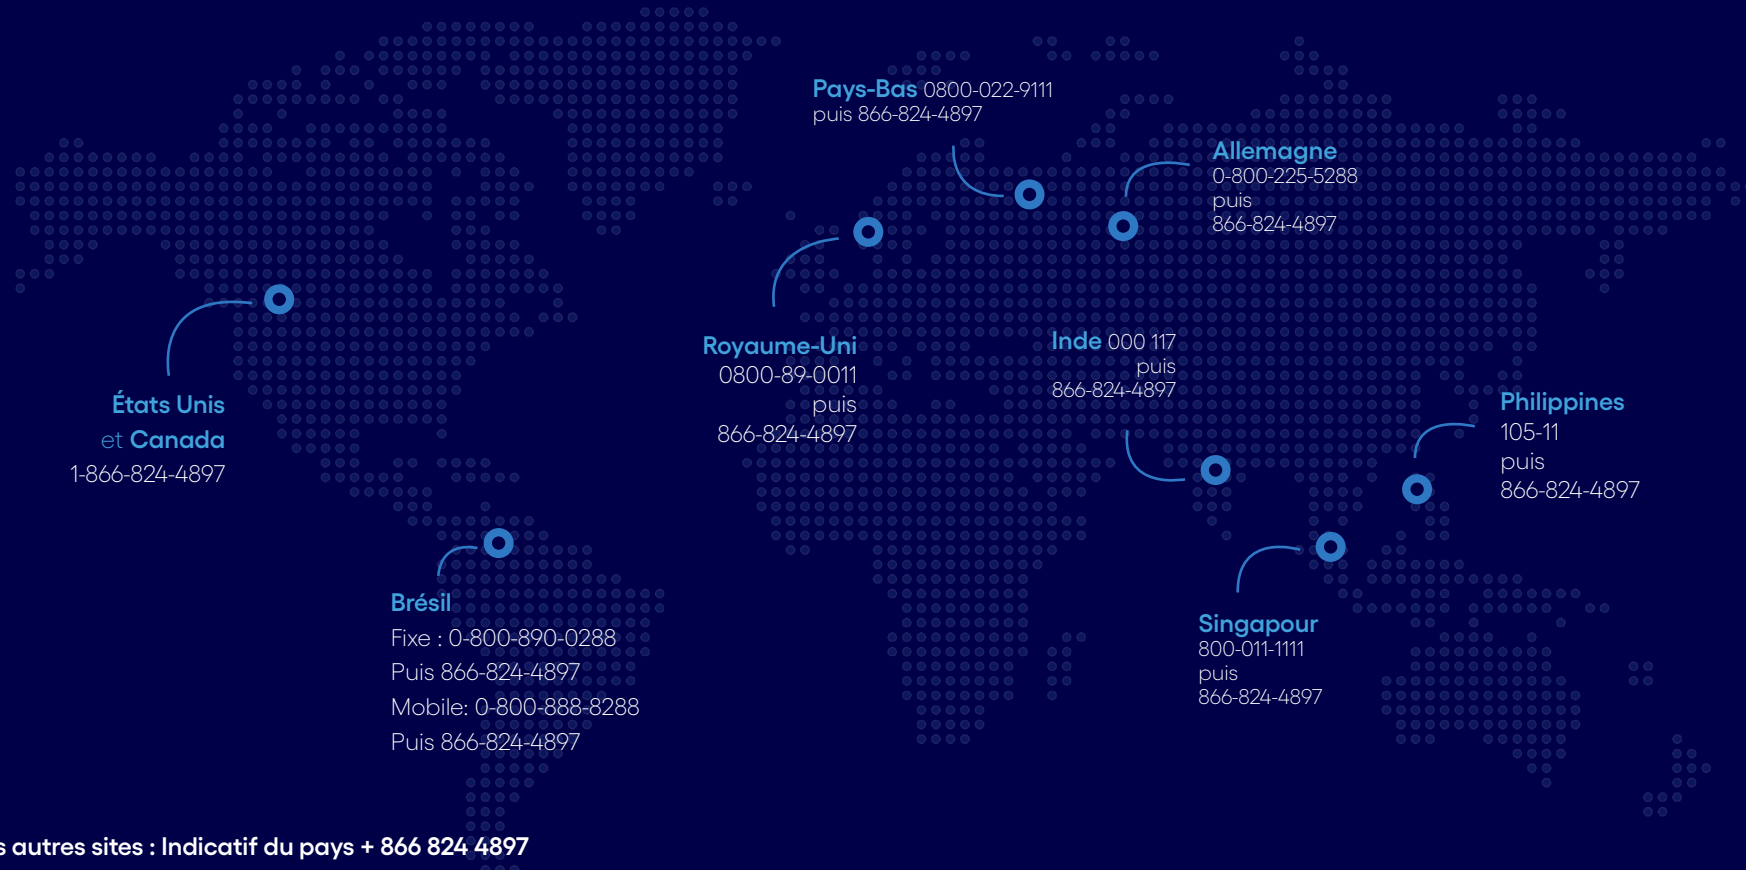 Pays-Bas 0800-022-9111
puis 866-824-4897
Allemagne
0-800-225-5288
puis
866-824-4897
Royaume-Uni
0800-89-0011
puis
866-824-4897
Inde 000 117
puis
866-824-4897
États Unis
et Canada
1-866-824-4897
Philippines
105-11
puis
866-824-4897
Brésil
Fixe : 0-800-890-0288
Puis 866-824-4897
Mobile: 0-800-888-8288
Puis 866-824-4897
Singapour
800-011-1111
puis
866-824-4897
autres sites : Indicatif du pays + 866 824 4897